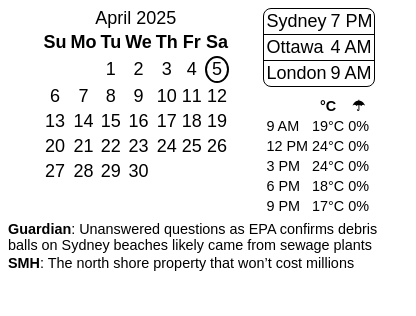 April 2025
Su Mo Tu We Th Fr Sa
1 2 3 4 5
6 7 8 9 10 11 12
13 14 15 16 17 18 19
20 21 22 23 24 25 26
27 28 29 30
Sydney 7 PM
Ottawa 4 AM
London 9 AM
°C ☂
9 AM 19°C 0%
12 PM 24°C 0%
3 PM 24°C 0%
6 PM 18°C 0%
9 PM 17°C 0%
Guardian: Unanswered questions as EPA confirms debris
balls on Sydney beaches likely came from sewage plants
SMH: The north shore property that won’t cost millions